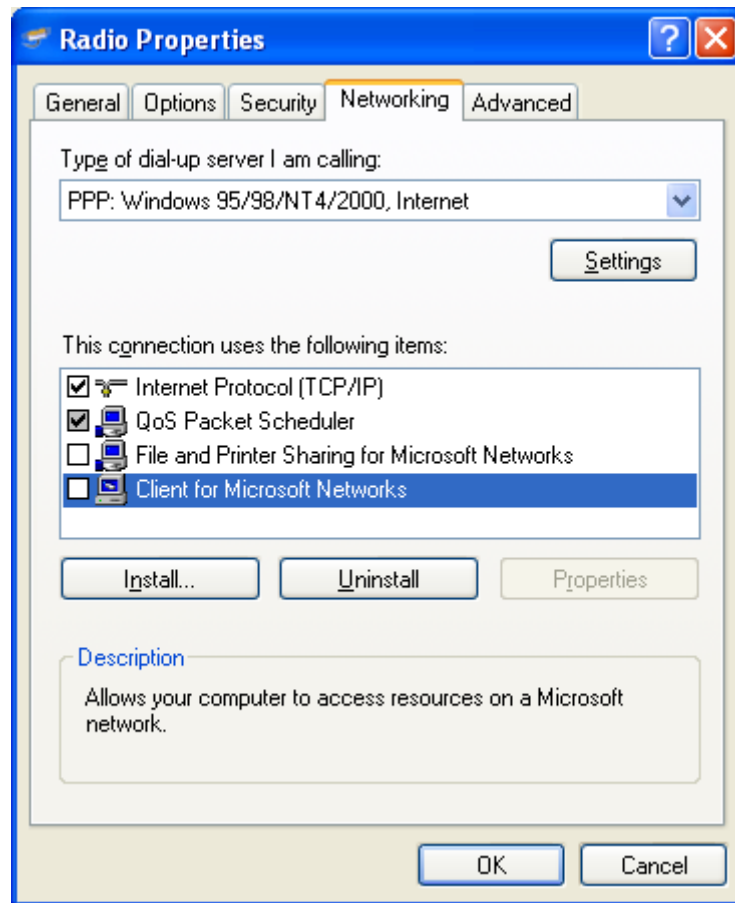 Radio Properties
General Options Security Networking Advanced
Type of dial-up server I am calling:
PPP: Windows 95/98/NT4/2000, Internet
Settings
This connection uses the following items:
Internet Protocol (TCP/IP)
QoS Packet Scheduler
File and Printer Sharing for Microsoft Networks
Client for Microsoft Networks
Install... Uninstall Properties
Description
Allows your computer to access resources on a Microsoft
network.
OK Cancel